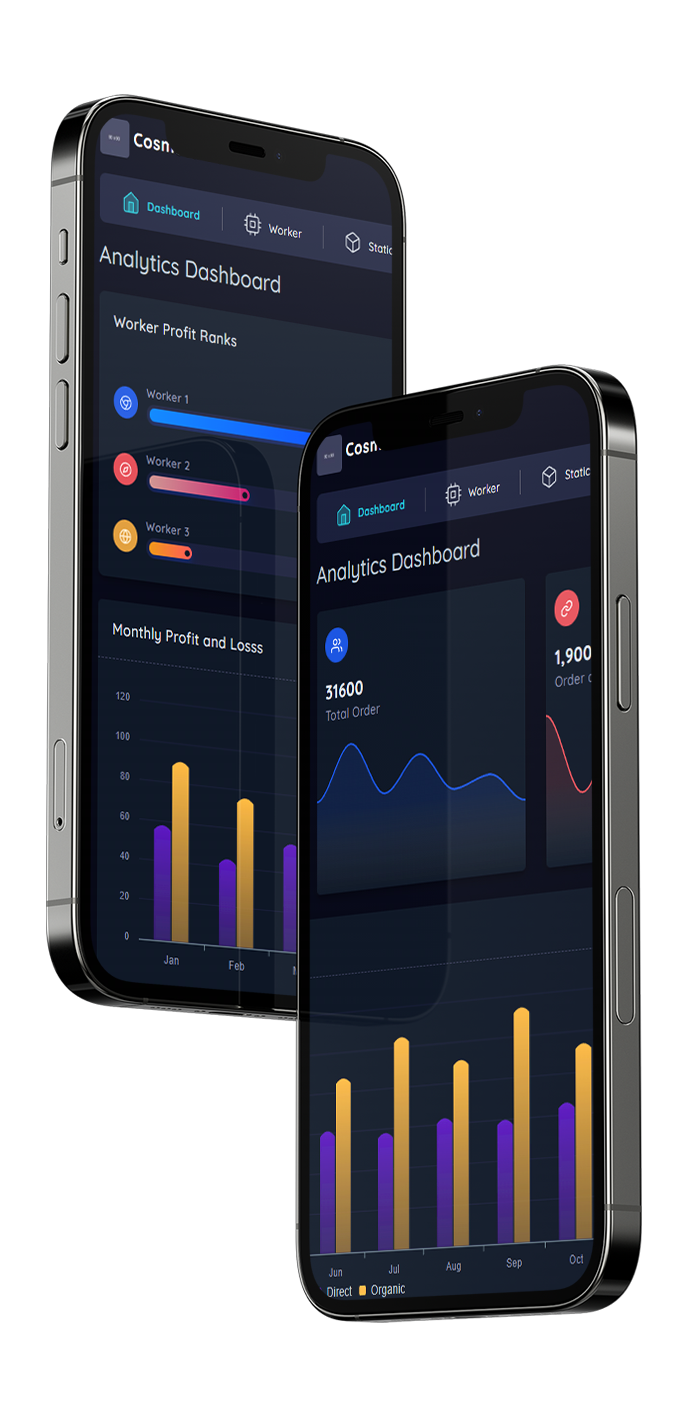 Cosn.
Dashboard
Worker
Static
Analytics Dashboard
Worker Profit Ranks
Worker 1
Worker 2
Worker 3
Monthly Profit and Losss
120
100
80
60
40
20
0
Jan
Feb
Cosn.
Dashboard
Worker
Static
Analytics Dashboard
31600
Total Order
1,900
Order
Jun
Jul
Aug
Sep
Oct
Direct
Organic